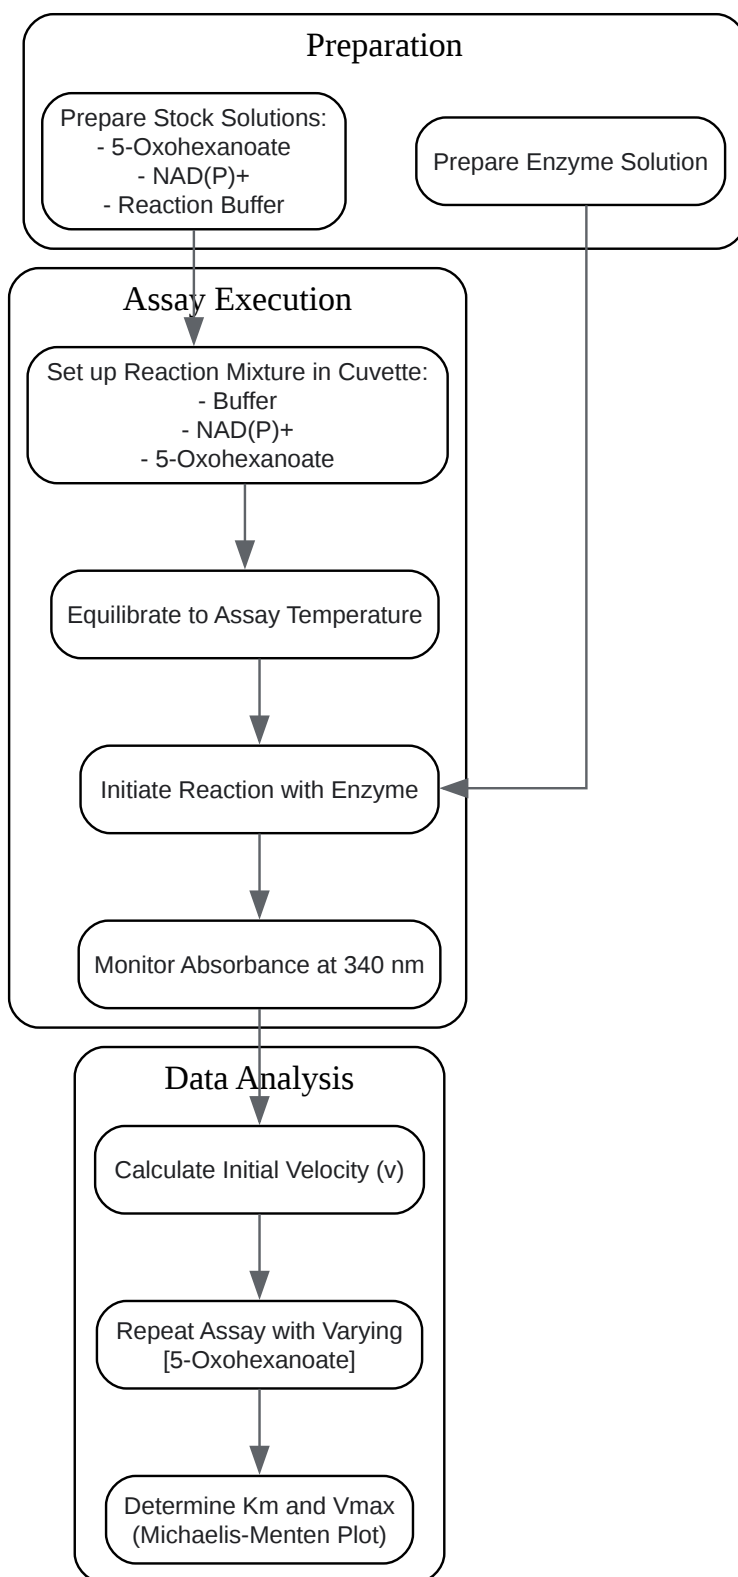 Preparation
Prepare Stock Solutions:
- 5-Oxohexanoate
- NAD(P)+
- Reaction Buffer
Prepare Enzyme Solution
Assay Execution
Set up Reaction Mixture in Cuvette:
- Buffer
- NAD(P)+
- 5-Oxohexanoate
Equilibrate to Assay Temperature
Initiate Reaction with Enzyme
Monitor Absorbance at 340 nm
Data Analysis
Calculate Initial Velocity (v)
Repeat Assay with Varying
[5-Oxohexanoate]
Determine Km and Vmax
(Michaelis-Menten Plot)